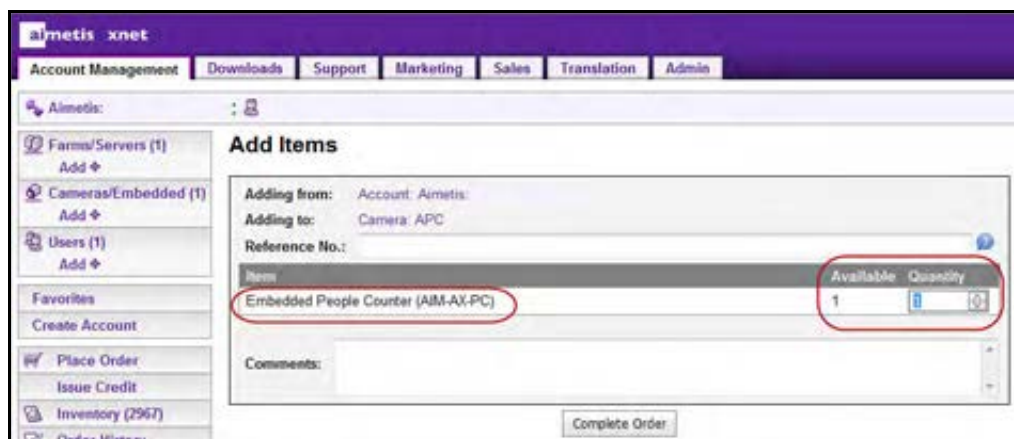 aimetis xnet
Account Management Downloads Support Marketing Sales Translation Admin
Aimetis:
Farms/Servers (1)
Add
Cameras/Embedded (1)
Add
Users (1)
Add
Favorites
Create Account
Place Order
Issue Credit
Inventory (2967)
Order History
Add Items
Adding from: Account: Aimetis:
Adding to: Camera: APC
Reference No.:
Item Available Quantity
Embedded People Counter (AIM-AX-PC) 1 1
Comments:
Complete Order